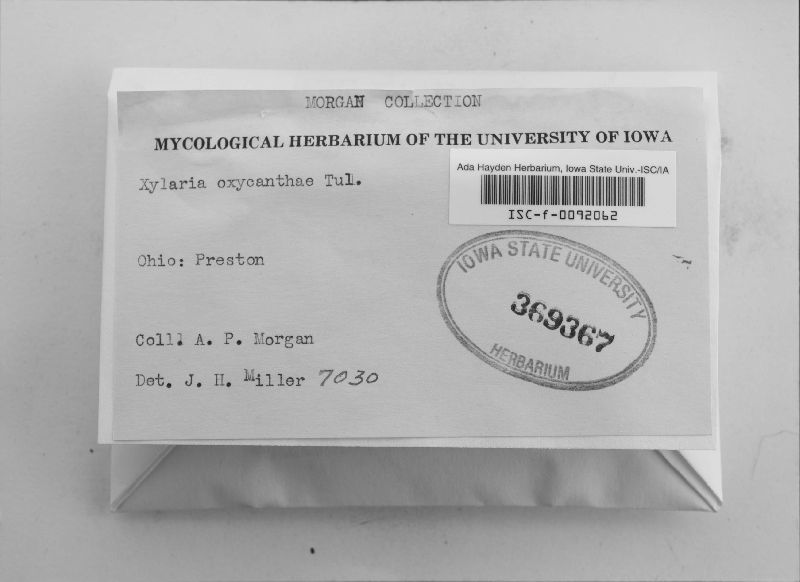 MORGAN COLLECTION
MYCOLOGICAL HERBARIUM OF THE UNIVERSITY OF IOWA
Xylaria oxycanthae Tul.
Ada Hayden Herbarium, Iowa State Univ.-ISC/IA
ISC-f-0092062
Ohio: Preston
IOWA STATE UNIVERSITY
369367
HERBARIUM
Coll. A. P. Morgan
Det. J. H. Miller 7030